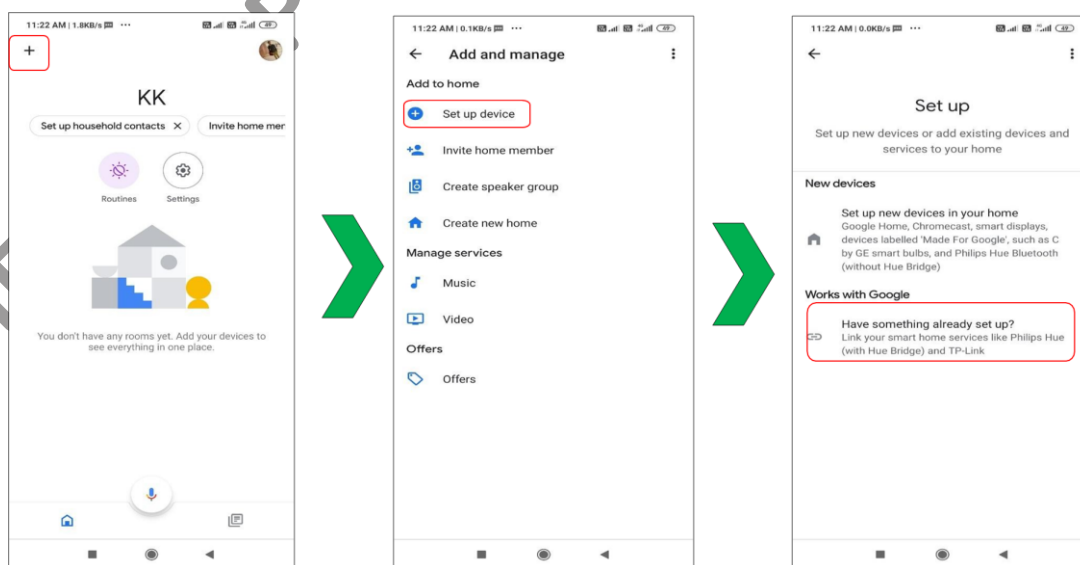 11:22 AM | 1.8KB/s ··· 49
+
KK
Set up household contacts X Invite home mer
Routines Settings
You don't have any rooms yet. Add your devices to
see everything in one place.
11:22 AM | 0.1KB/s ··· 49
Add and manage
Add to home
Set up device
Invite home member
Create speaker group
Create new home
Manage services
Music
Video
Offers
Offers
11:22 AM | 0.0KB/s ··· 49
Set up
Set up new devices or add existing devices and
services to your home
New devices
Set up new devices in your home
Google Home, Chromecast, smart displays,
devices labelled 'Made For Google', such as C
by GE smart bulbs, and Philips Hue Bluetooth
(without Hue Bridge)
Works with Google
Have something already set up?
Link your smart home services like Philips Hue
(with Hue Bridge) and TP-Link